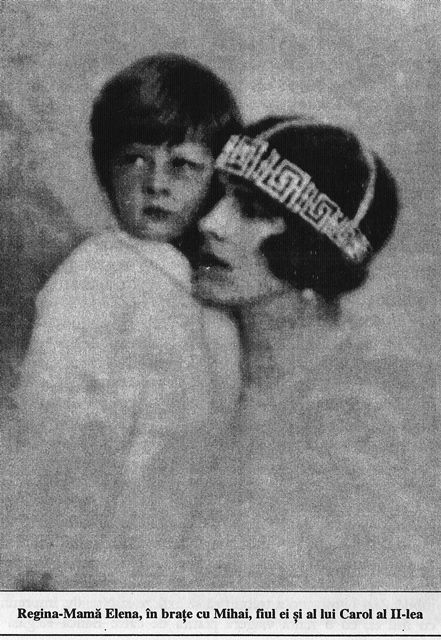 Regina-Mamă Elena, în brațe cu Mihai, fiul ei și al lui Carol al II-lea